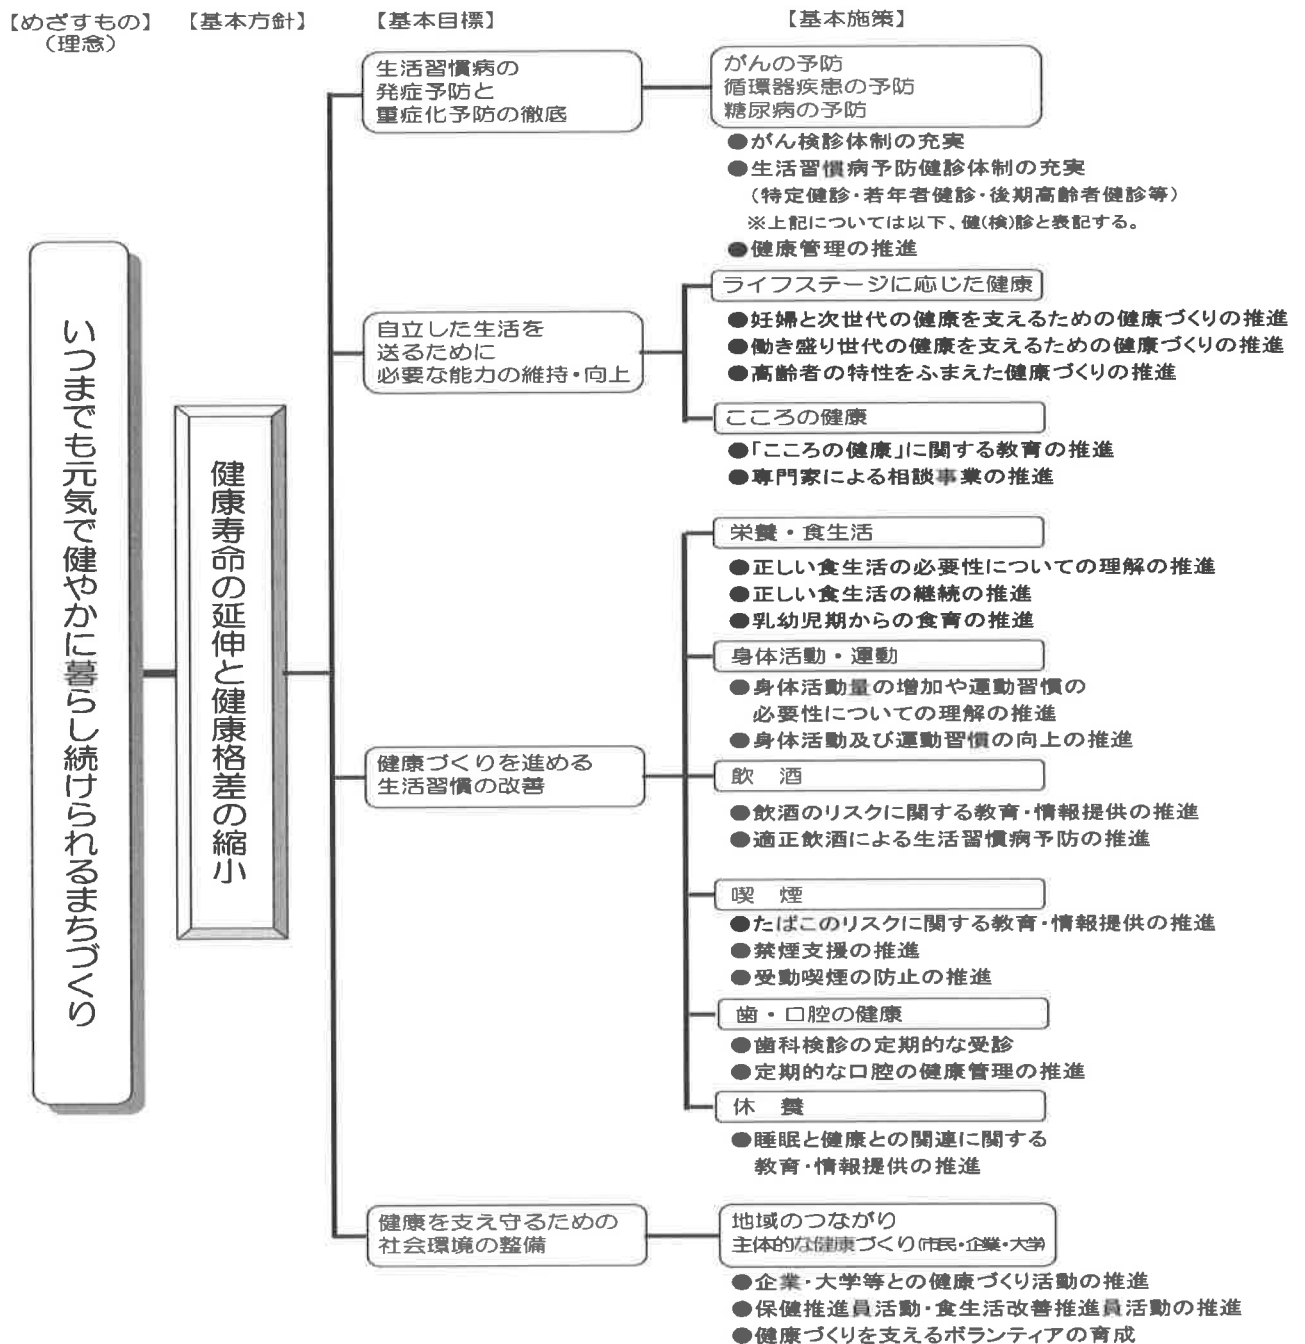 【めざすもの】
（理念）
【基本方針】
【基本目標】
【基本施策】
いつまでも元気で健やかに暮らし続けられるまちづくり
健康寿命の延伸と健康格差の縮小
生活習慣病の
発症予防と
重症化予防の徹底
がんの予防
循環器疾患の予防
糖尿病の予防
●がん検診体制の充実
●生活習慣病予防健診体制の充実
（特定健診・若年者健診・後期高齢者健診等）
※上記については以下、健(検)診と表記する。
●健康管理の推進
自立した生活を
送るために
必要な能力の維持・向上
ライフステージに応じた健康
●妊婦と次世代の健康を支えるための健康づくりの推進
●働き盛り世代の健康を支えるための健康づくりの推進
●高齢者の特性をふまえた健康づくりの推進
こころの健康
●「こころの健康」に関する教育の推進
●専門家による相談事業の推進
健康づくりを進める
生活習慣の改善
栄養・食生活
●正しい食生活の必要性についての理解の推進
●正しい食生活の継続の推進
●乳幼児期からの食育の推進
身体活動・運動
●身体活動量の増加や運動習慣の
必要性についての理解の推進
●身体活動及び運動習慣の向上の推進
飲　酒
●飲酒のリスクに関する教育・情報提供の推進
●適正飲酒による生活習慣病予防の推進
喫　煙
●たばこのリスクに関する教育・情報提供の推進
●禁煙支援の推進
●受動喫煙の防止の推進
歯・口腔の健康
●歯科検診の定期的な受診
●定期的な口腔の健康管理の推進
休　養
●睡眠と健康との関連に関する
教育・情報提供の推進
健康を支え守るための
社会環境の整備
地域のつながり
主体的な健康づくり(市民・企業・大学)
●企業・大学等との健康づくり活動の推進
●保健推進員活動・食生活改善推進員活動の推進
●健康づくりを支えるボランティアの育成